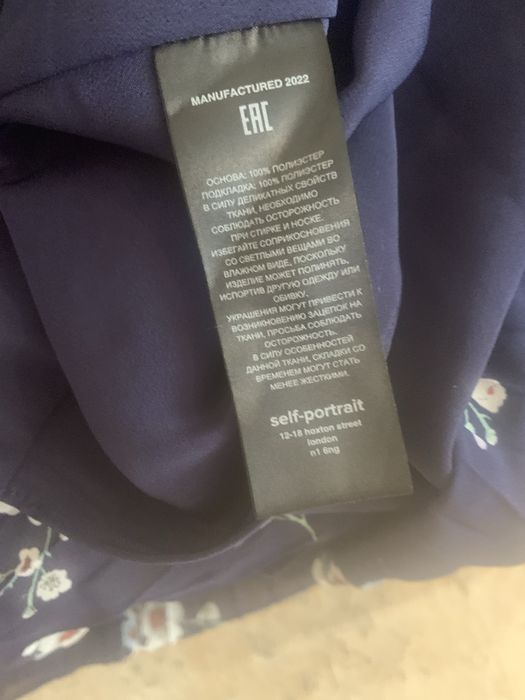 MANUFACTURED 2022
EAC
ОСНОВА: 100% ПОЛИЭСТЕР
ПОДКЛАДКА: 100% ПОЛИЭСТЕР
В СИЛУ ДЕЛИКАТНЫХ СВОЙСТВ
ТКАНИ, НЕОБХОДИМО
СОБЛЮДАТЬ ОСТОРОЖНОСТЬ
ПРИ СТИРКЕ И НОСКЕ.
ИЗБЕГАЙТЕ СОПРИКОСНОВЕНИЯ
СО СВЕТЛЫМИ ВЕЩАМИ ВО
ВЛАЖНОМ ВИДЕ, ПОСКОЛЬКУ
ИЗДЕЛИЕ МОЖЕТ ПОЛИНЯТЬ,
ИСПОРТИВ ДРУГУЮ ОДЕЖДУ ИЛИ
ОБИВКУ.
УКРАШЕНИЯ МОГУТ ПРИВЕСТИ К
ВОЗНИКНОВЕНИЮ ЗАЦЕПОК НА
ТКАНИ, ПРОСЬБА СОБЛЮДАТЬ
ОСТОРОЖНОСТЬ.
В СИЛУ ОСОБЕННОСТЕЙ
ДАННОЙ ТКАНИ, СКЛАДКИ СО
ВРЕМЕНЕМ МОГУТ СТАТЬ
МЕНЕЕ ЖЕСТКИМИ.
self-portrait
12-18 hoxton street
london
n1 6ng